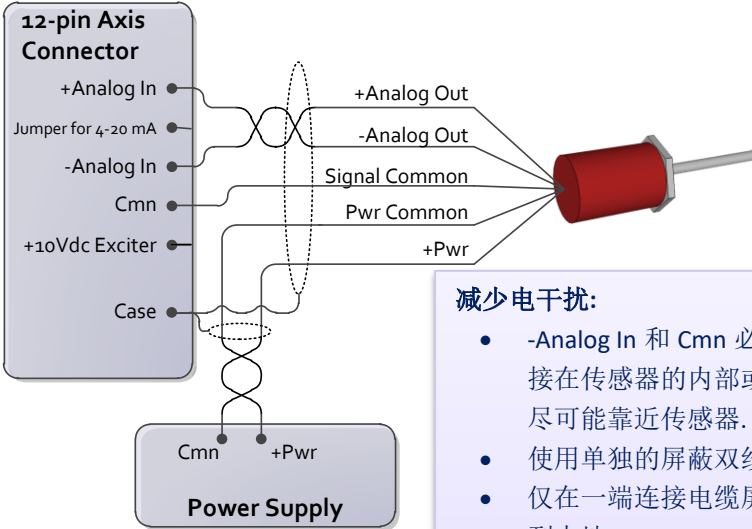 12-pin Axis
Connector
+Analog In
Jumper for 4-20 mA
-Analog In
Cmn
+10Vdc Exciter
Case
+Analog Out
-Analog Out
Signal Common
Pwr Common
+Pwr
Cmn
+Pwr
Power Supply
减少电干扰:
• -Analog In 和 Cmn 必
接在传感器的内部或
尽可能靠近传感器.
• 使用单独的屏蔽双绞
• 仅在一端连接电缆屏